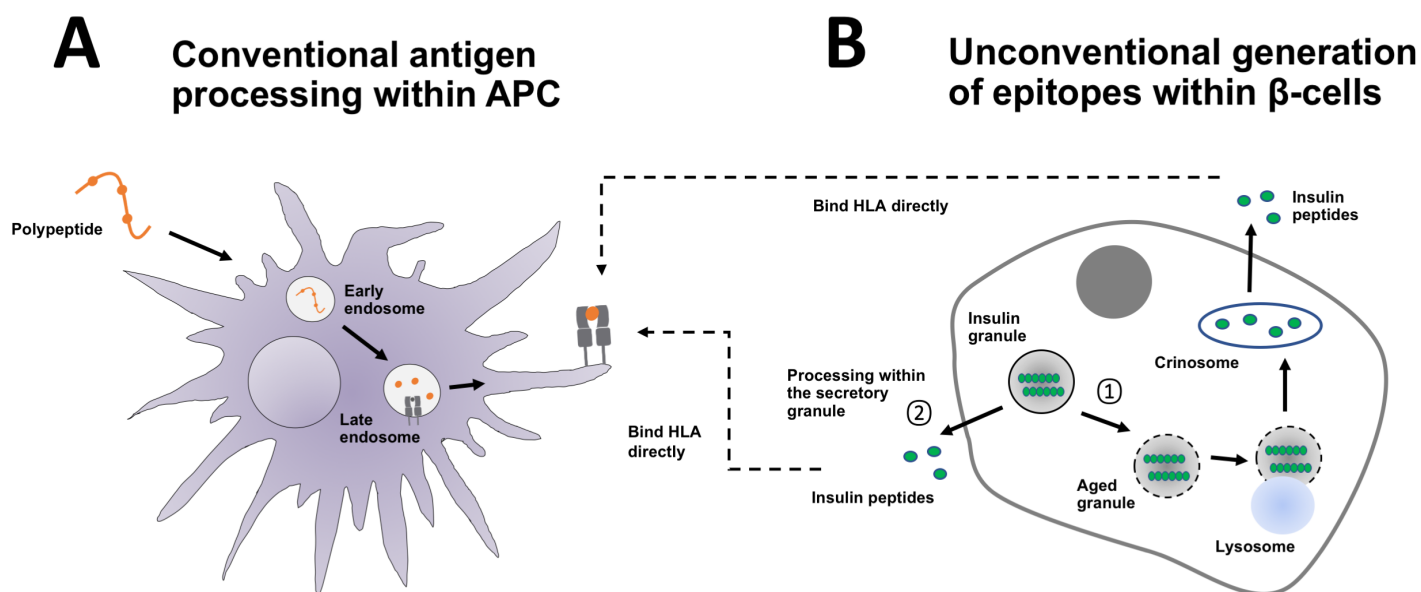 A
Conventional antigen
processing within APC
Polypeptide
Early
endosome
Late
endosome
B
Unconventional generation
of epitopes within β-cells
Bind HLA directly
Insulin
peptides
Insulin
granule
Crinosome
Processing within
the secretory
granule
2
1
Bind HLA
directly
Insulin peptides
Aged
granule
Lysosome